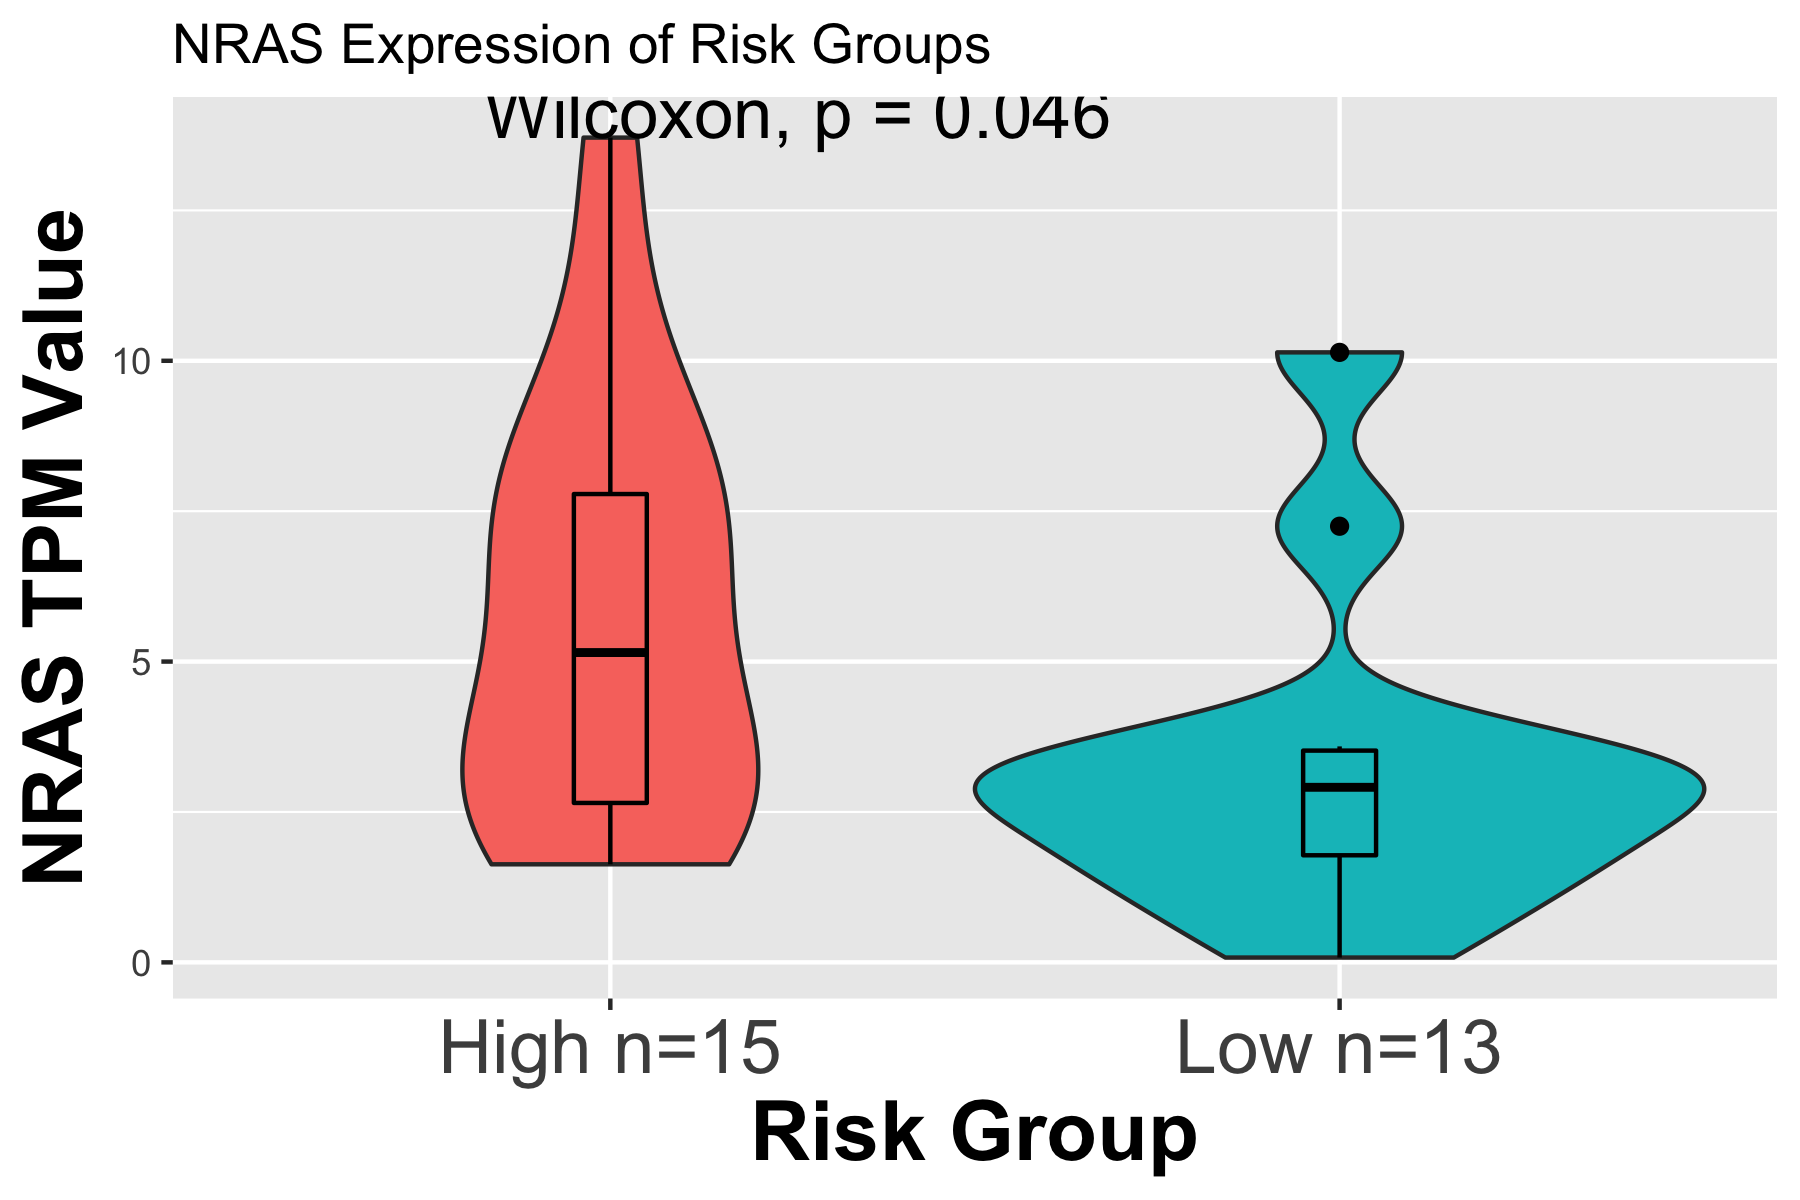 NRAS Expression of Risk Groups
Wilcoxon, p = 0.046
NRAS TPM Value
10
5
0
High n=15
Low n=13
Risk Group